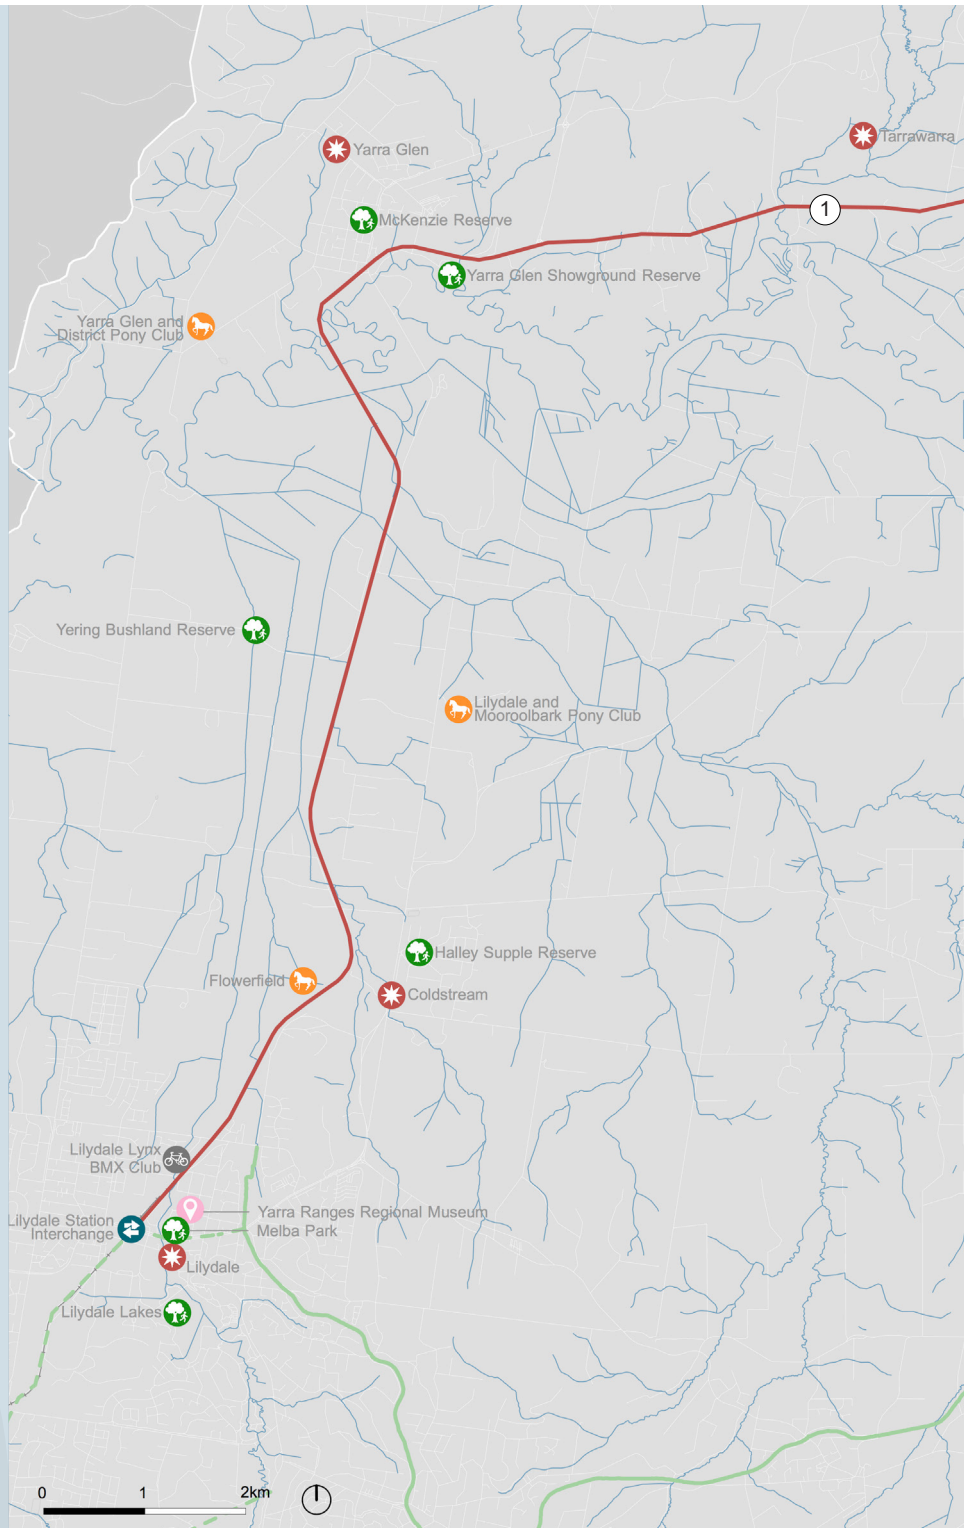 Tarrawarra
Yarra Glen
1
McKenzie Reserve
Yarra Glen Showground Reserve
Yarra Glen and
District Pony Club
Yering Bushland Reserve
Lilydale and
Mooroolbark Pony Club
Halley Supple Reserve
Flowerfield
Coldstream
Lilydale Lynx
BMX Club
Yarra Ranges Regional Museum
Lilydale Station
Interchange
Melba Park
Lilydale
Lilydale Lakes
0 1 2km